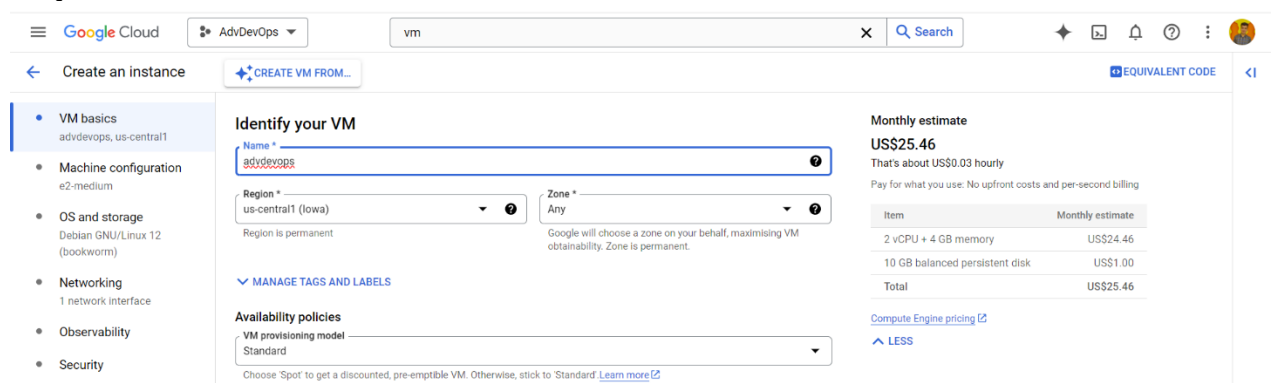 Google Cloud
AdvDevOps
vm
Search
Create an instance
CREATE VM FROM...
EQUIVALENT CODE
VM basics
advdevops, us-central1
Machine configuration
e2-medium
OS and storage
Debian GNU/Linux 12
(bookworm)
Networking
1 network interface
Observability
Security
Identify your VM
Name *
advdevops
Region *
us-central1 (Iowa)
Region is permanent
Zone *
Any
Google will choose a zone on your behalf, maximising VM
obtainability. Zone is permanent.
MANAGE TAGS AND LABELS
Availability policies
VM provisioning model
Standard
Choose 'Spot' to get a discounted, pre-emptible VM. Otherwise, stick to 'Standard'.Learn more
Monthly estimate
US$25.46
That's about US$0.03 hourly
Pay for what you use: No upfront costs and per-second billing
Item Monthly estimate
2 vCPU + 4 GB memory US$24.46
10 GB balanced persistent disk US$1.00
Total US$25.46
Compute Engine pricing
LESS